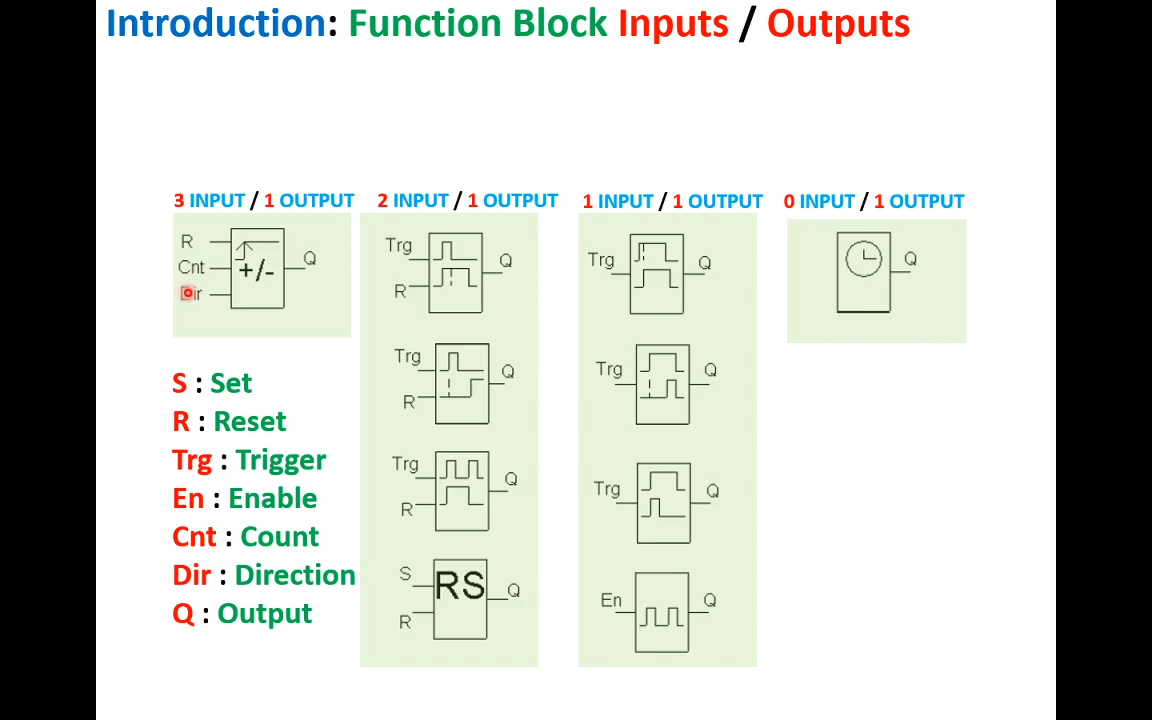 Introduction: Function Block Inputs / Outputs
3 INPUT / 1 OUTPUT
R
Cnt
Dir
+/-
Q
S : Set
R : Reset
Trg : Trigger
En : Enable
Cnt : Count
Dir : Direction
Q : Output
2 INPUT / 1 OUTPUT
Trg
R
Q
Trg
R
Q
Trg
R
Q
S
R
RS
Q
1 INPUT / 1 OUTPUT
Trg
Q
Trg
Q
Trg
Q
En
Q
0 INPUT / 1 OUTPUT
Q